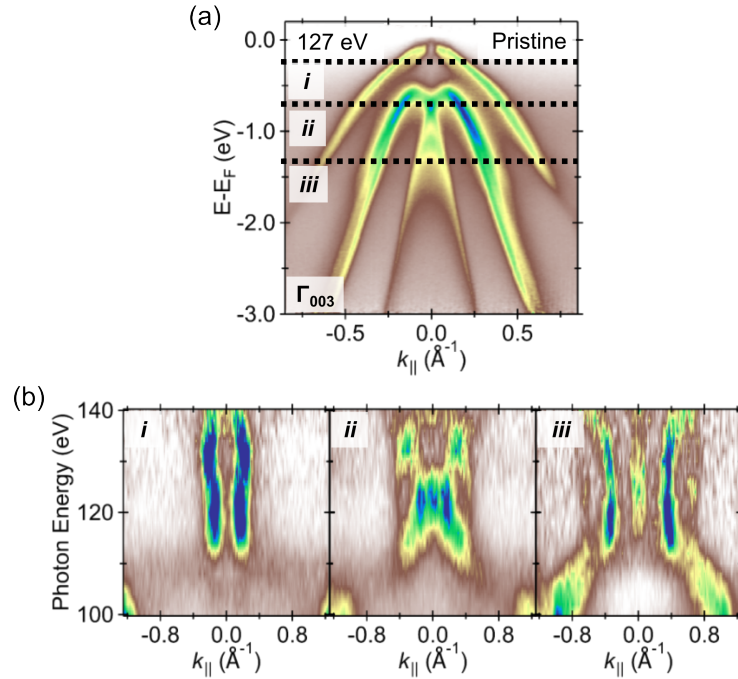 (a)
127 eV Pristine
i
ii
iii
Γ003
0.0
-1.0
-2.0
-3.0
E-EF (eV)
-0.5 0.0 0.5
k|| (Å-1)
(b)
i ii iii
140
120
100
Photon Energy (eV)
-0.8 0.0 0.8 -0.8 0.0 0.8 -0.8 0.0 0.8
k|| (Å-1) k|| (Å-1) k|| (Å-1)